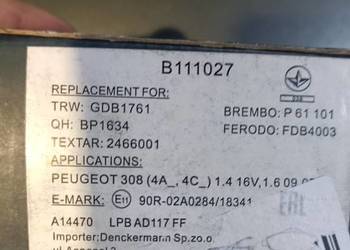 B111027
REPLACEMENT FOR:
TRW: GDB1761
BREMBO: P 61 101
QH: BP1634
FERODO: FDB4003
TEXTAR: 2466001
APPLICATIONS:
PEUGEOT 308 (4A_, 4C_) 1.4 16V,1.6 09.0
E-MARK: E11 90R-02A0284/18341
EAC
A14470 LPB AD117 FF
Importer:Denckermann Sp.zo.o.